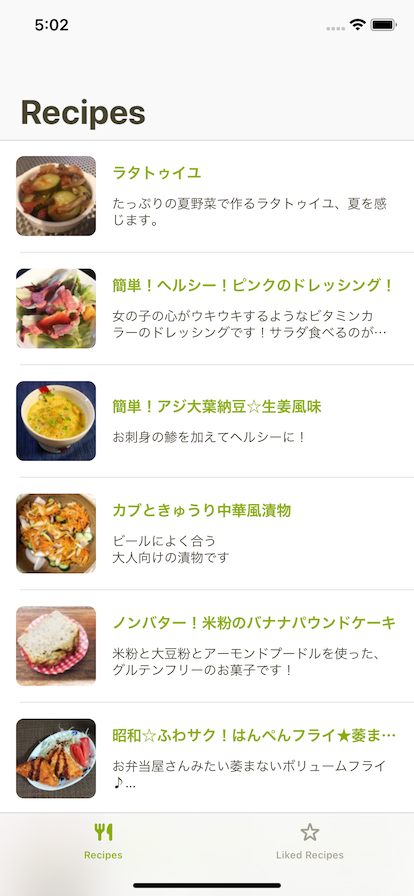 5:02
Recipes
ラタトゥイユ
たっぷりの夏野菜で作るラタトゥイユ、夏を感
じます。
簡単！ヘルシー！ピンクのドレッシング！
女の子の心がウキウキするようなビタミンカ
ラーのドレッシングです！サラダ食べるのが…
簡単！アジ大葉納豆☆生姜風味
お刺身の鯵を加えてヘルシーに！
カブときゅうり中華風漬物
ビールによく合う
大人向けの漬物です
ノンバター！米粉のバナナパウンドケーキ
米粉と大豆粉とアーモンドプードルを使った、
グルテンフリーのお菓子です！
昭和☆ふわサク！はんぺんフライ★萎ま…
お弁当屋さんみたい萎まないボリュームフライ
♪...
Recipes
Liked Recipes